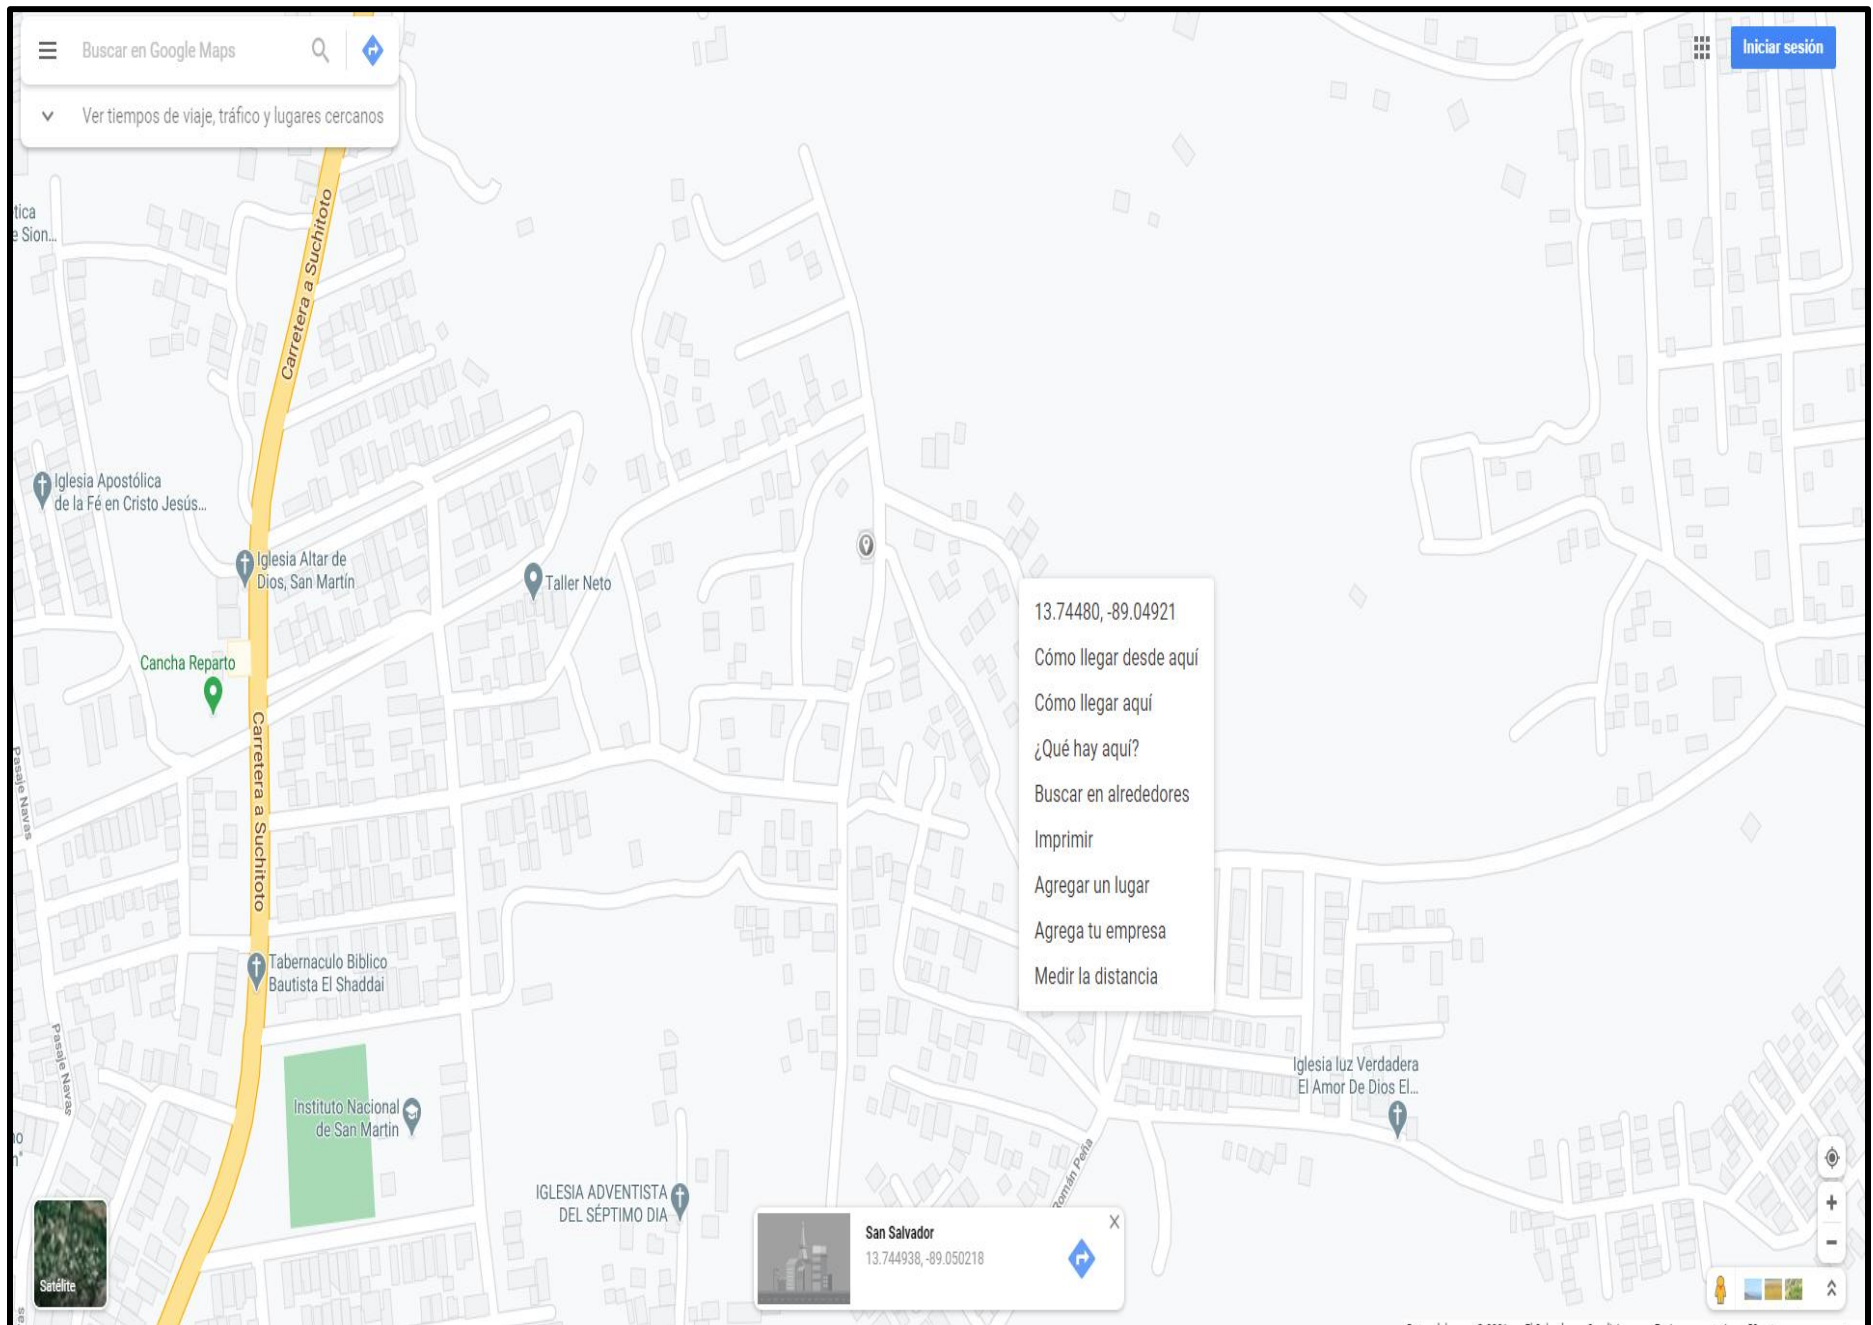 Buscar en Google Maps
Iniciar sesión
Ver tiempos de viaje, tráfico y lugares cercanos
tica
e Sion...
Carretera a Suchitoto
Iglesia Apostólica
de la Fé en Cristo Jesús...
Iglesia Altar de
Dios, San Martín
Taller Neto
Cancha Reparto
13.74480, -89.04921
Cómo llegar desde aquí
Cómo llegar aquí
¿Qué hay aquí?
Buscar en alrededores
Imprimir
Agregar un lugar
Agrega tu empresa
Medir la distancia
Pasaje Navas
Carretera a Suchitoto
Tabernaculo Biblico
Bautista El Shaddai
Pasaje Navas
Instituto Nacional
de San Martin
Iglesia luz Verdadera
El Amor De Dios El...
Román Peña
IGLESIA ADVENTISTA
DEL SÉPTIMO DIA
San Salvador
13.744938, -89.050218
X
Satélite